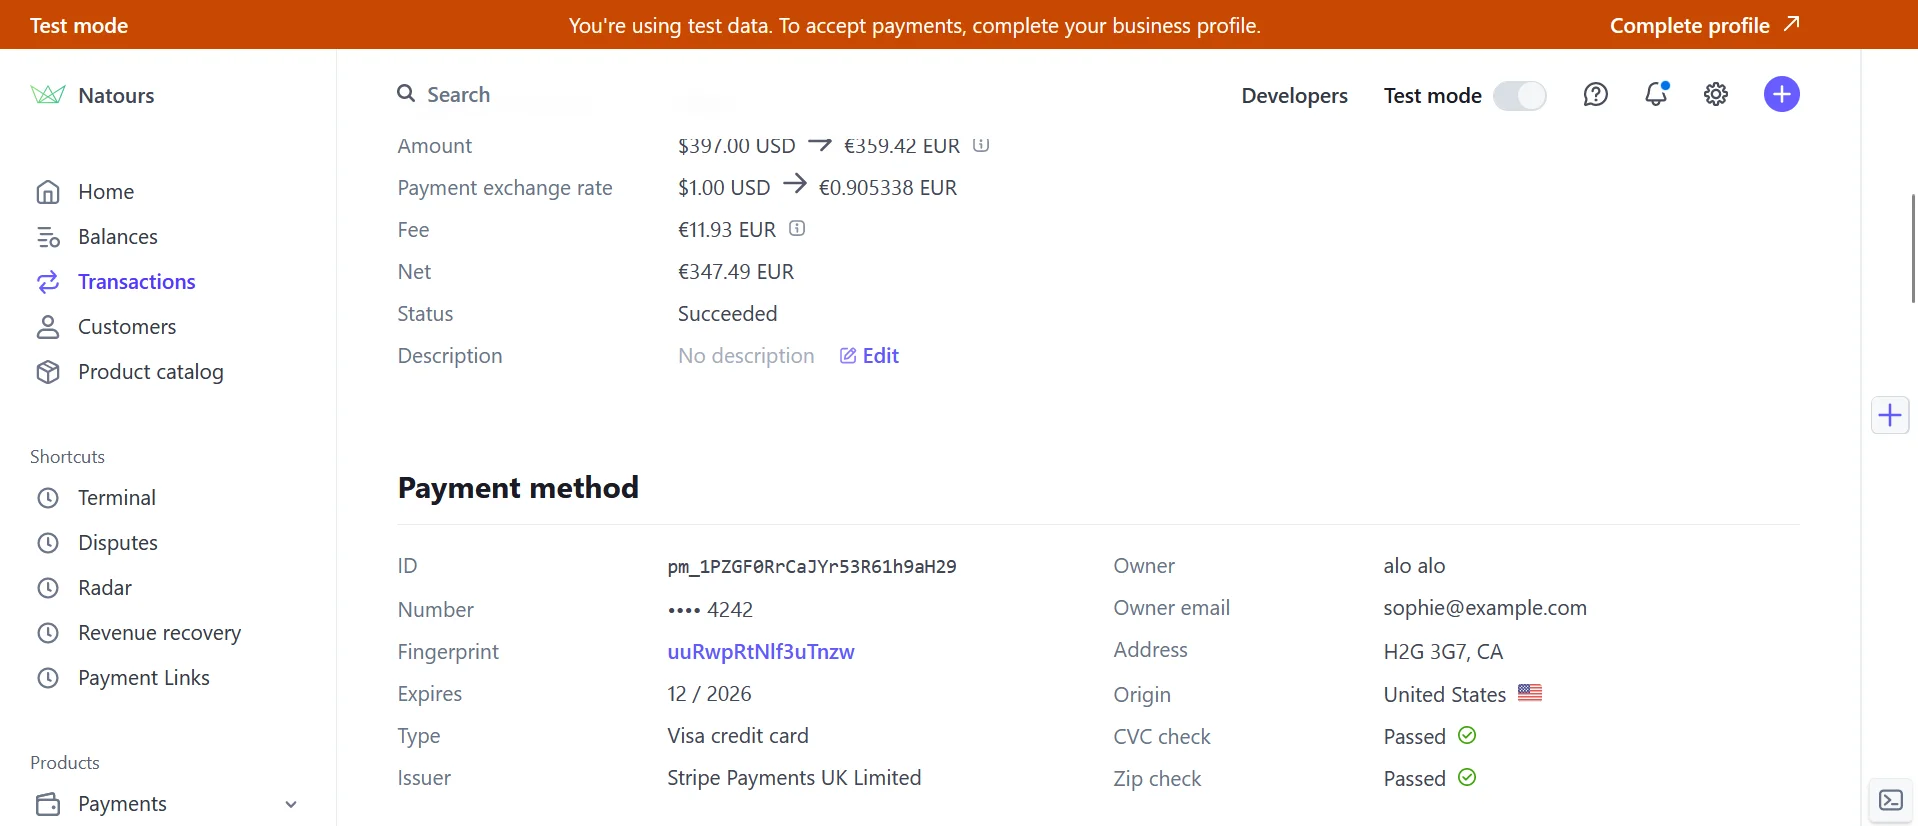 Test mode
You're using test data. To accept payments, complete your business profile.
Complete profile
Natours
Search
Developers
Test mode
Home
Balances
Transactions
Customers
Product catalog
Shortcuts
Terminal
Disputes
Radar
Revenue recovery
Payment Links
Products
Payments
Amount $397.00 USD → €359.42 EUR
Payment exchange rate $1.00 USD → €0.905338 EUR
Fee €11.93 EUR
Net €347.49 EUR
Status Succeeded
Description No description Edit
Payment method
ID pm_1PZGF0RrCaJYr53R61h9aH29
Number •••• 4242
Fingerprint uuRwpRtNlf3uTnzw
Expires 12 / 2026
Type Visa credit card
Issuer Stripe Payments UK Limited
Owner alo alo
Owner email sophie@example.com
Address H2G 3G7, CA
Origin United States
CVC check Passed
Zip check Passed